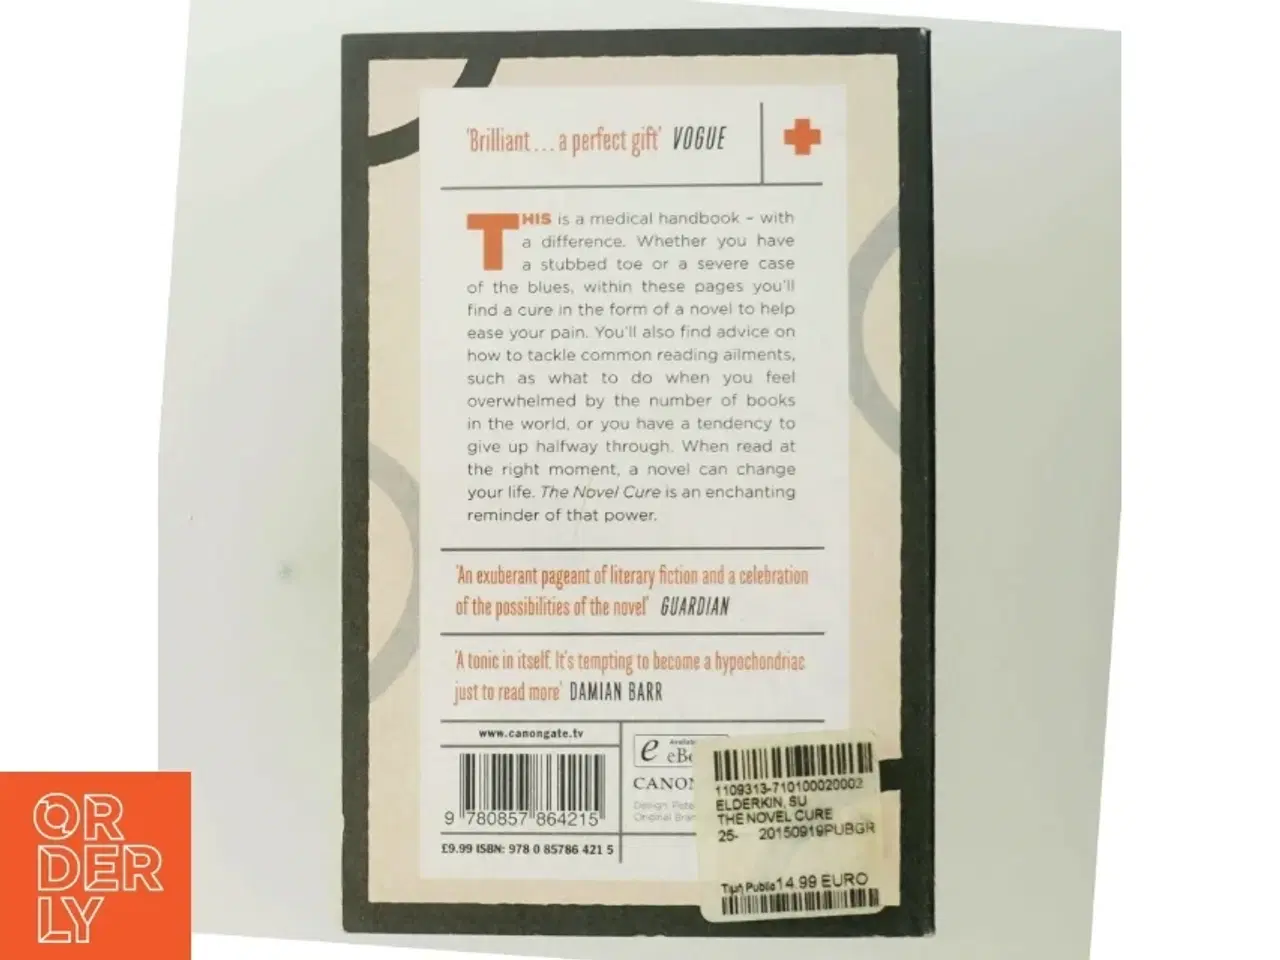 'Brilliant ... a perfect gift' VOGUE
THIS is a medical handbook – with
a difference. Whether you have
a stubbed toe or a severe case
of the blues, within these pages you'll
find a cure in the form of a novel to help
ease your pain. You'll also find advice on
how to tackle common reading ailments,
such as what to do when you feel
overwhelmed by the number of books
in the world, or you have a tendency to
give up halfway through. When read at
the right moment, a novel can change
your life. The Novel Cure is an enchanting
reminder of that power.
'An exuberant pageant of literary fiction and a celebration
of the possibilities of the novel' GUARDIAN
'A tonic in itself. It's tempting to become a hypochondriac
just to read more' DAMIAN BARR
www.canongate.tv
9 780857 864215
£9.99 ISBN: 978 0 85786 421 5
e
Design: Pete
Original
1109313-710100020002
ELDERKIN, SU
THE NOVEL CURE
25- 20150919PUBGR
Τιμή Public 14.99 EURO
ORDERLY